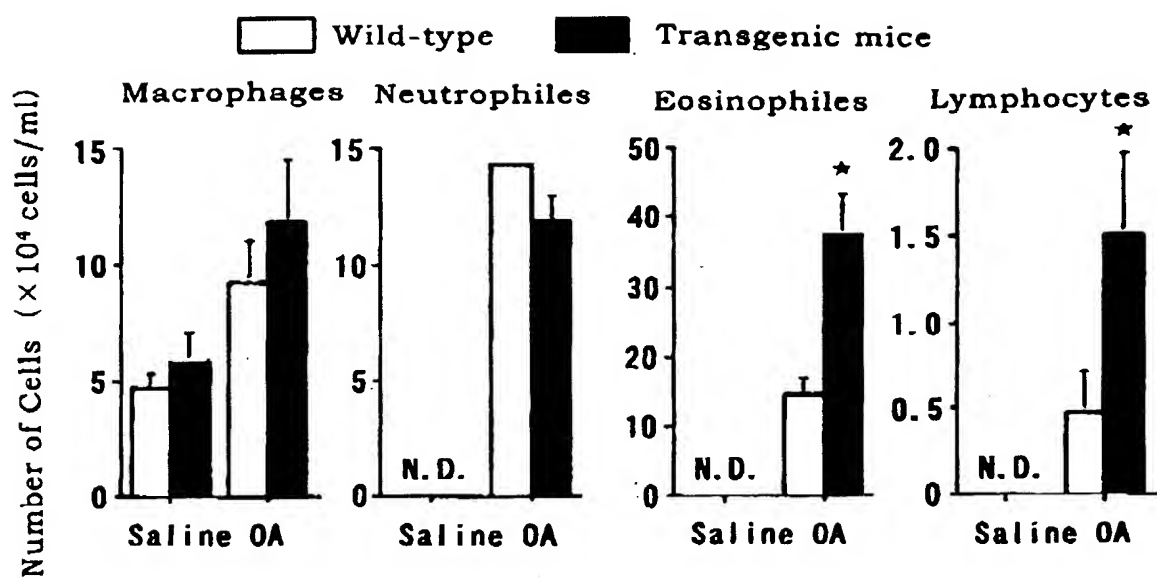 Wild-type Transgenic mice
Number of Cells (×10⁴ cells/ml)
Macrophages Neutrophiles Eosinophiles Lymphocytes
15
10
5
0
Saline OA
15
10
5
0
N.D.
Saline OA
50
40
30
20
10
0
N.D.
★
Saline OA
2.0
1.5
1.0
0.5
0
N.D.
★
Saline OA